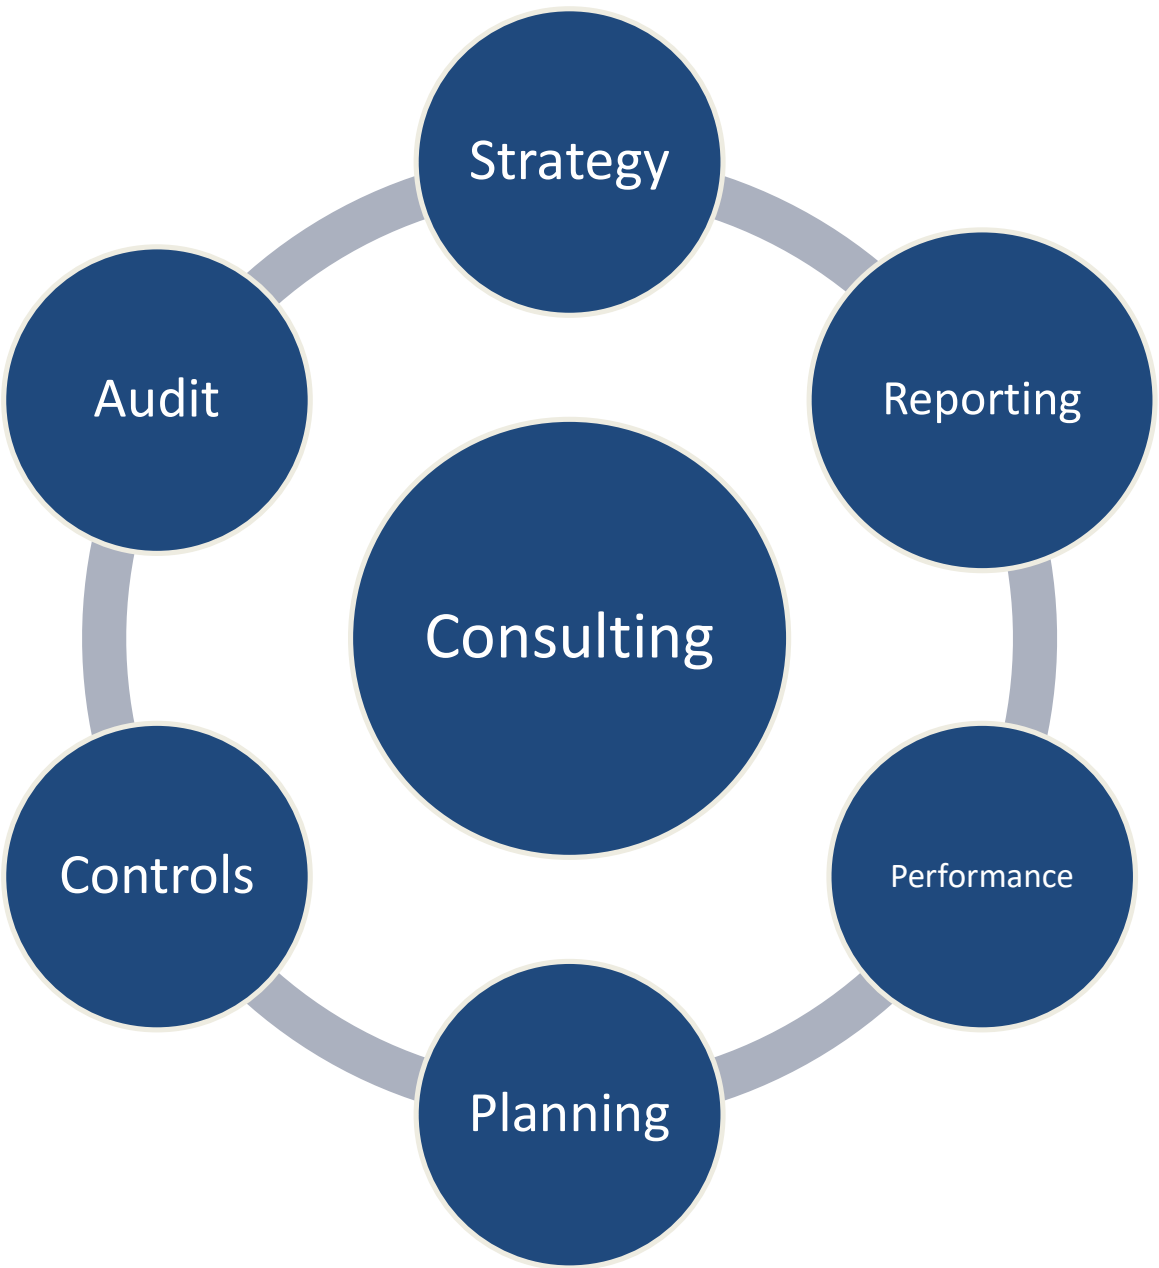 Strategy
Reporting
Performance
Planning
Controls
Audit
Consulting